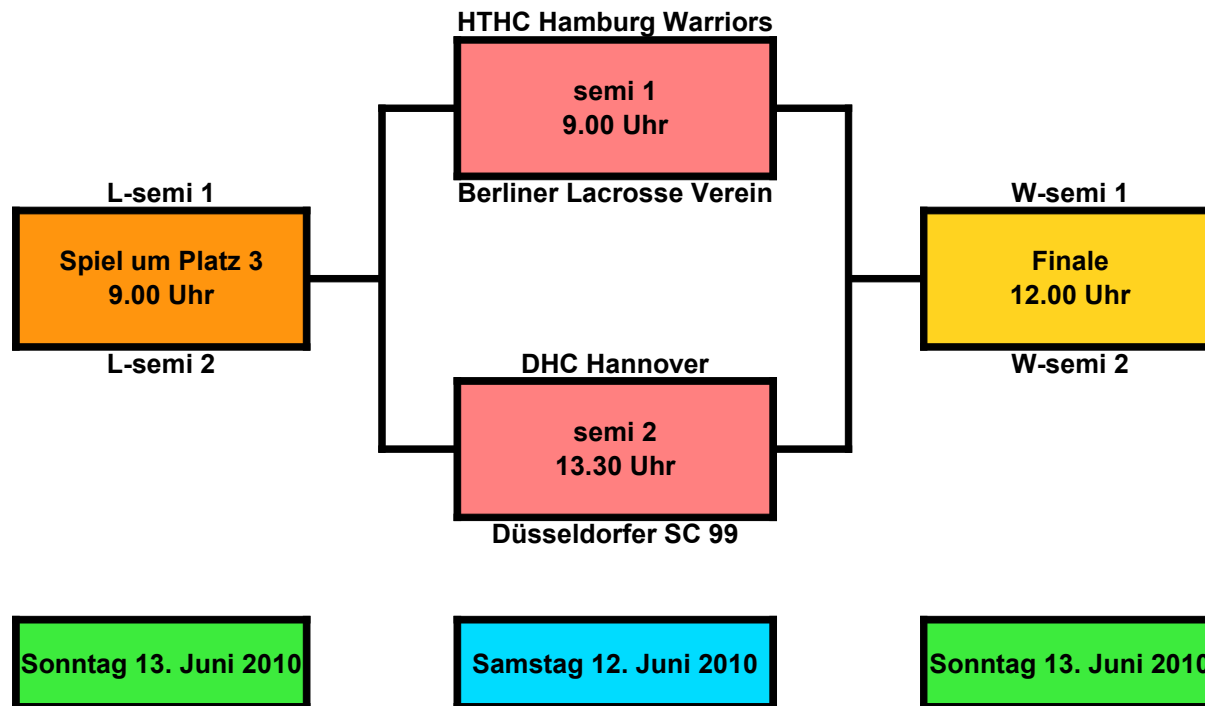 HTHC Hamburg Warriors
semi 1
9.00 Uhr
Berliner Lacrosse Verein
L-semi 1
Spiel um Platz 3
9.00 Uhr
L-semi 2
W-semi 1
Finale
12.00 Uhr
W-semi 2
DHC Hannover
semi 2
13.30 Uhr
Düsseldorfer SC 99
Sonntag 13. Juni 2010
Samstag 12. Juni 2010
Sonntag 13. Juni 2010